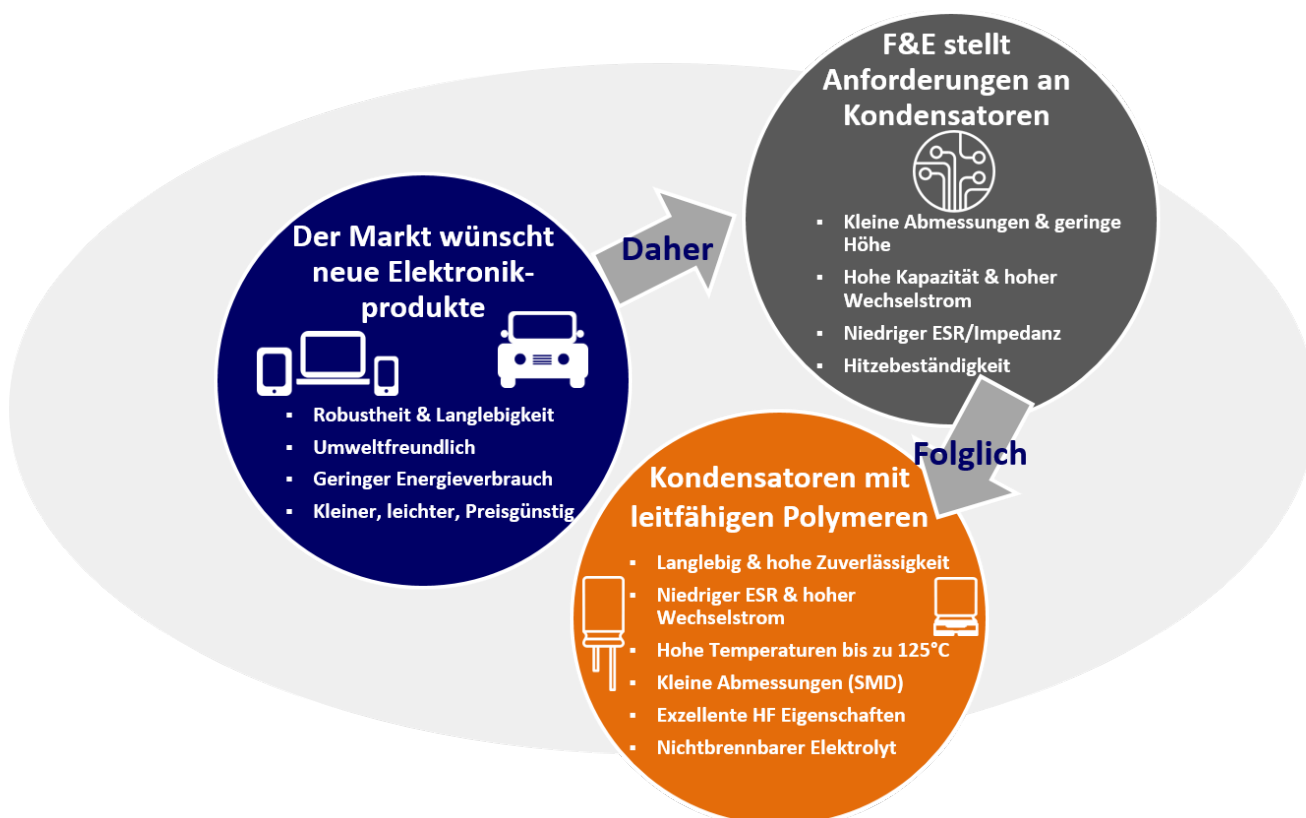 Der Markt wünscht
neue Elektronik-
produkte
▪ Robustheit & Langlebigkeit
▪ Umweltfreundlich
▪ Geringer Energieverbrauch
▪ Kleiner, leichter, Preisgünstig
Daher
F&E stellt
Anforderungen an
Kondensatoren
▪ Kleine Abmessungen & geringe
Höhe
▪ Hohe Kapazität & hoher
Wechselstrom
▪ Niedriger ESR/Impedanz
▪ Hitzebeständigkeit
Folglich
Kondensatoren mit
leitfähigen Polymeren
▪ Langlebig & hohe Zuverlässigkeit
▪ Niedriger ESR & hoher
Wechselstrom
▪ Hohe Temperaturen bis zu 125°C
▪ Kleine Abmessungen (SMD)
▪ Exzellente HF Eigenschaften
▪ Nichtbrennbarer Elektrolyt